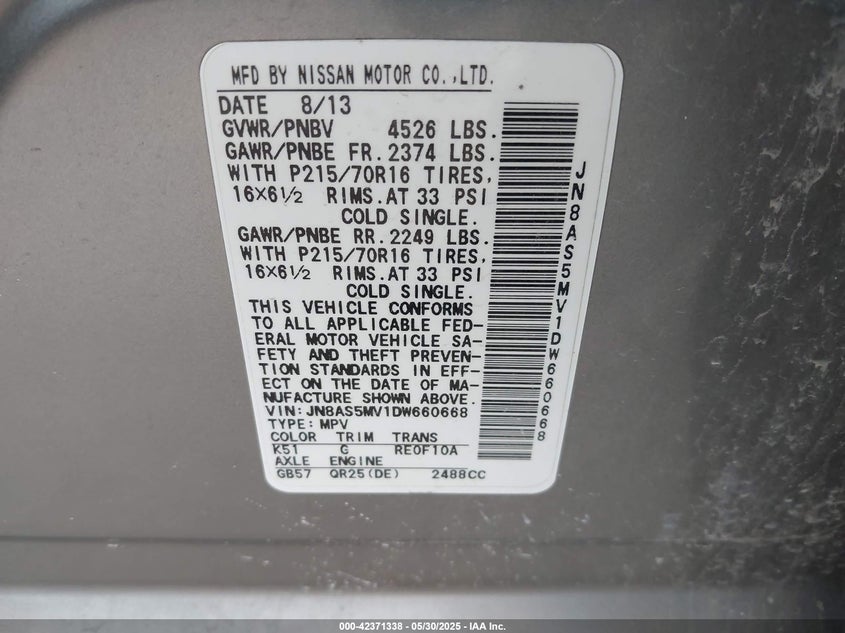 MFD BY NISSAN MOTOR CO.,LTD.
DATE 8/13
GVWR/PNBV 4526 LBS.
GAWR/PNBE FR. 2374 LBS.
WITH P215/70R16 TIRES,
16×6½ RIMS.AT 33 PSI
COLD SINGLE.
GAWR/PNBE RR. 2249 LBS.
WITH P215/70R16 TIRES,
16×6½ RIMS.AT 33 PSI
COLD SINGLE.
THIS VEHICLE CONFORMS
TO ALL APPLICABLE FED-
ERAL MOTOR VEHICLE SA-
FETY AND THEFT PREVEN-
TION STANDARDS IN EFF-
ECT ON THE DATE OF MA-
NUFACTURE SHOWN ABOVE.
VIN: JN8AS5MV1DW660668
TYPE: MPV
COLOR TRIM TRANS
K51 G RE0F10A
AXLE ENGINE
GB57 QR25(DE) 2488CC
JN8AS5MV1DW660668
000-42371338 — 05/30/2025 — IAA Inc.